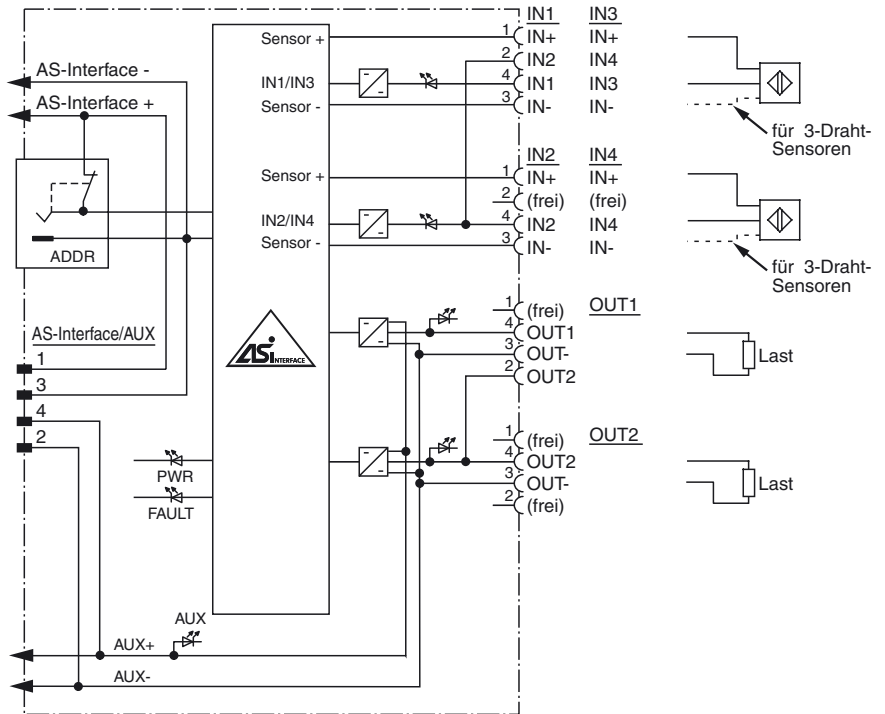 IN1 IN3
Sensor + 1 IN+ IN+
2 IN2 IN4
AS-Interface -
IN1/IN3 4 IN1 IN3
AS-Interface +
Sensor - 3 IN- IN-
für 3-Draht-
Sensoren
IN2 IN4
Sensor + 1 IN+ IN+
2 (frei) (frei)
IN2/IN4 4 IN2 IN4
Sensor - 3 IN- IN-
ADDR
für 3-Draht-
Sensoren
1 (frei) OUT1
AS-Interface/AUX
4 OUT1
ASi INTERFACE
3 OUT-
Last
2 OUT2
1
3
4
2
1 (frei) OUT2
4 OUT2
PWR
3 OUT-
Last
2 (frei)
FAULT
AUX
AUX+
AUX-